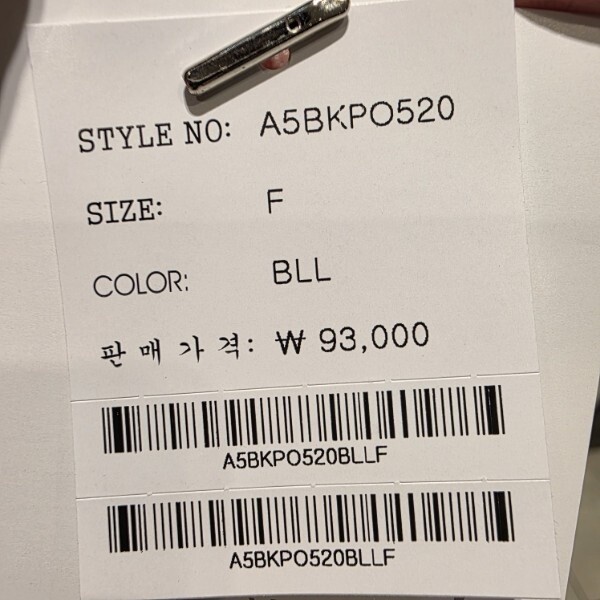 STYLE NO: A5BKPO520
SIZE: F
COLOR: BLL
판매가격: ₩ 93,000
A5BKPO520BLLF
A5BKPO520BLLF